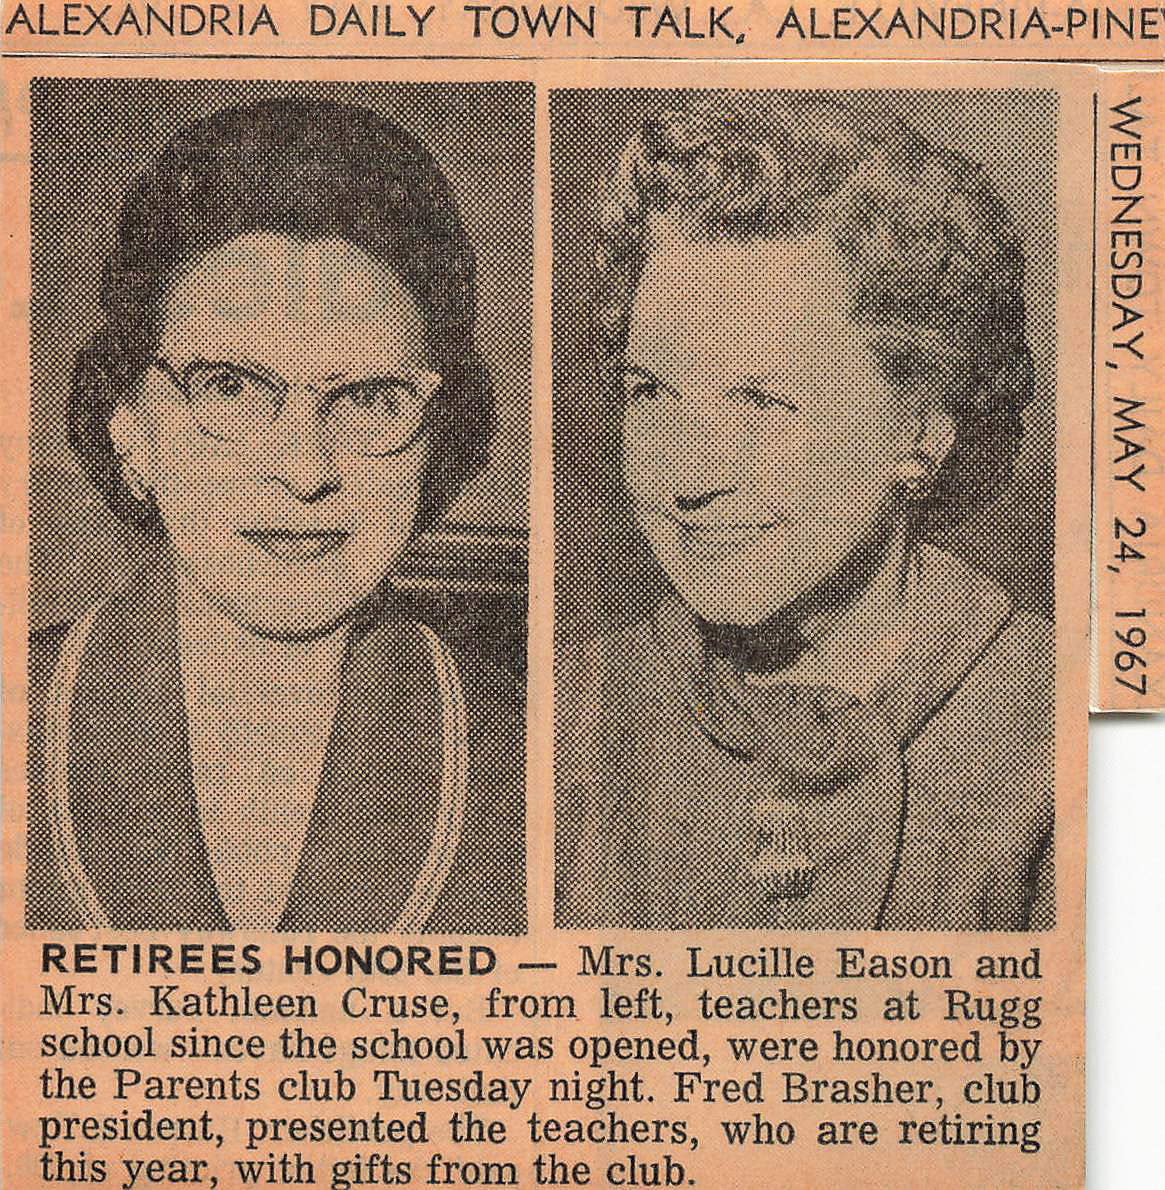 ALEXANDRIA DAILY TOWN TALK, ALEXANDRIA-PINE
WEDNESDAY, MAY 24, 1967
RETIREES HONORED — Mrs. Lucille Eason and
Mrs. Kathleen Cruse, from left, teachers at Rugg
school since the school was opened, were honored by
the Parents club Tuesday night. Fred Brasher, club
president, presented the teachers, who are retiring
this year, with gifts from the club.